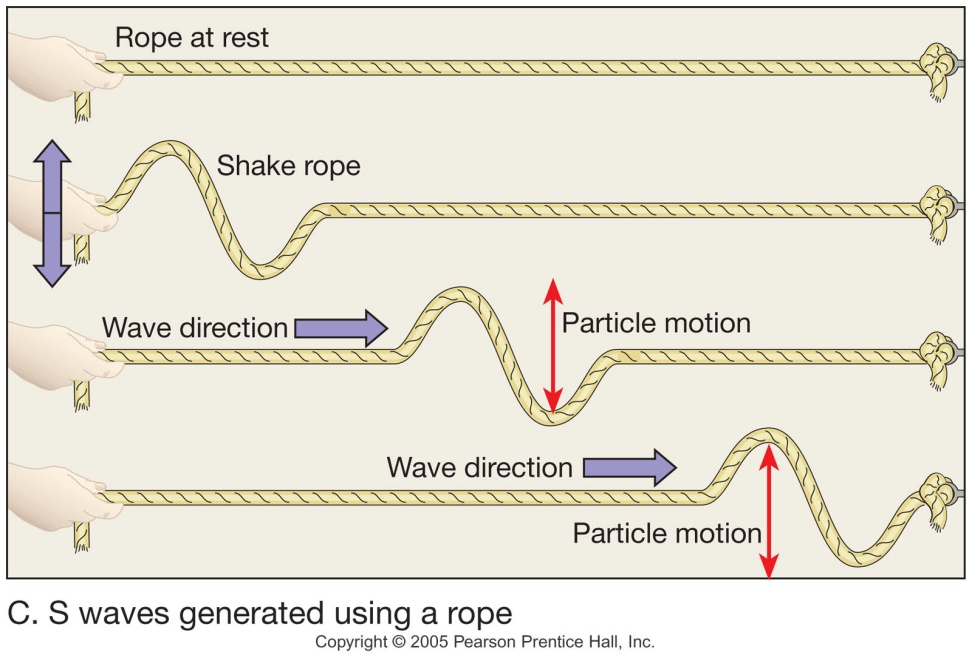 Rope at rest
Shake rope
Wave direction
Particle motion
Wave direction
Particle motion
C. S waves generated using a rope
Copyright © 2005 Pearson Prentice Hall, Inc.